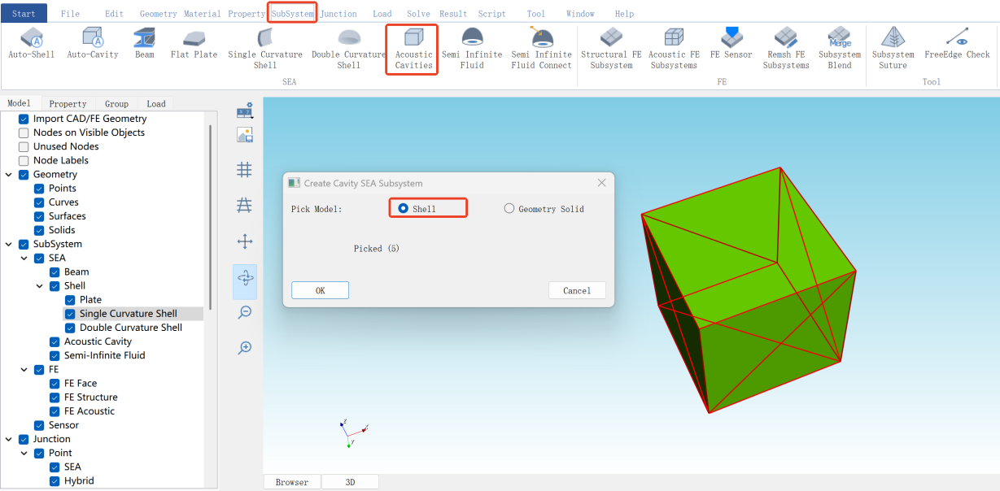 Start File Edit Geometry Material Property SubSystem Junction Load Solve Result Script Tool Window Help
Auto-Shell
Auto-Cavity
Beam
Flat Plate
Single Curvature
Shell
Double Curvature
Shell
Acoustic
Cavities
Semi Infinite
Fluid
Semi Infinite
Fluid Connect
SEA
Structural FE
Subsystem
Acoustic FE
Subsystems
FE Sensor
Remsh FE
Subsystems
Merge
Subsystem
Blend
FE
Subsystem
Suture
FreeEdge Check
Tool
Model Property Group Load
Import CAD/FE Geometry
Nodes on Visible Objects
Unused Nodes
Node Labels
Geometry
Points
Curves
Surfaces
Solids
SubSystem
SEA
Beam
Shell
Plate
Single Curvature Shell
Double Curvature Shell
Acoustic Cavity
Semi-Infinite Fluid
FE
FE Face
FE Structure
FE Acoustic
Sensor
Junction
Point
SEA
Hybrid
Create Cavity SEA Subsystem
Pick Model: Shell Geometry Solid
Picked (5)
OK Cancel
Browser 3D